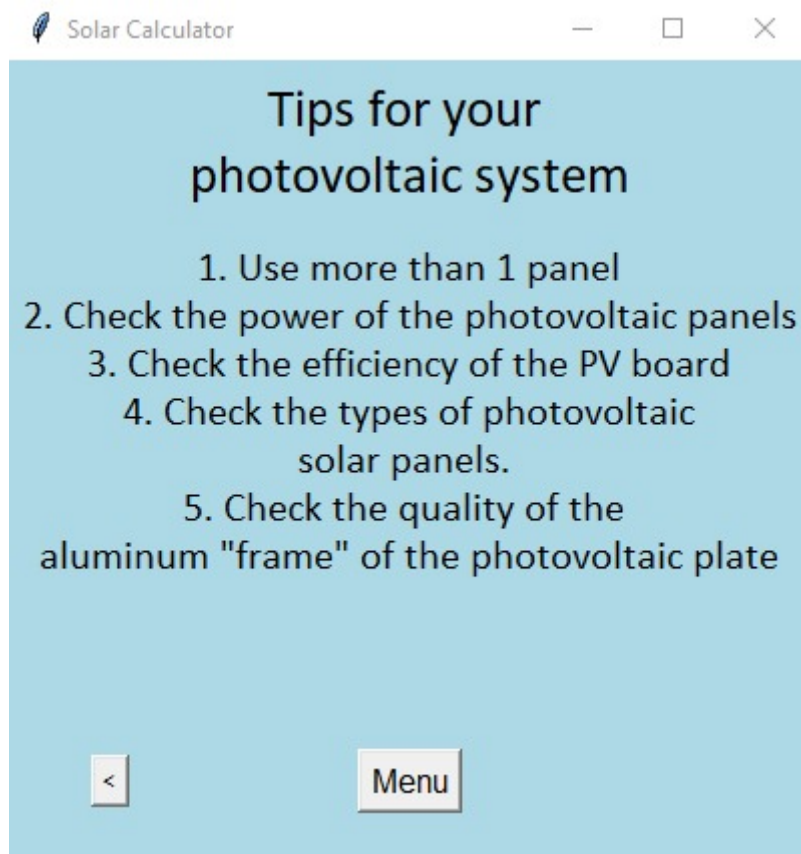 Solar Calculator
Tips for your
photovoltaic system
1. Use more than 1 panel
2. Check the power of the photovoltaic panels
3. Check the efficiency of the PV board
4. Check the types of photovoltaic
solar panels.
5. Check the quality of the
aluminum "frame" of the photovoltaic plate
<
Menu